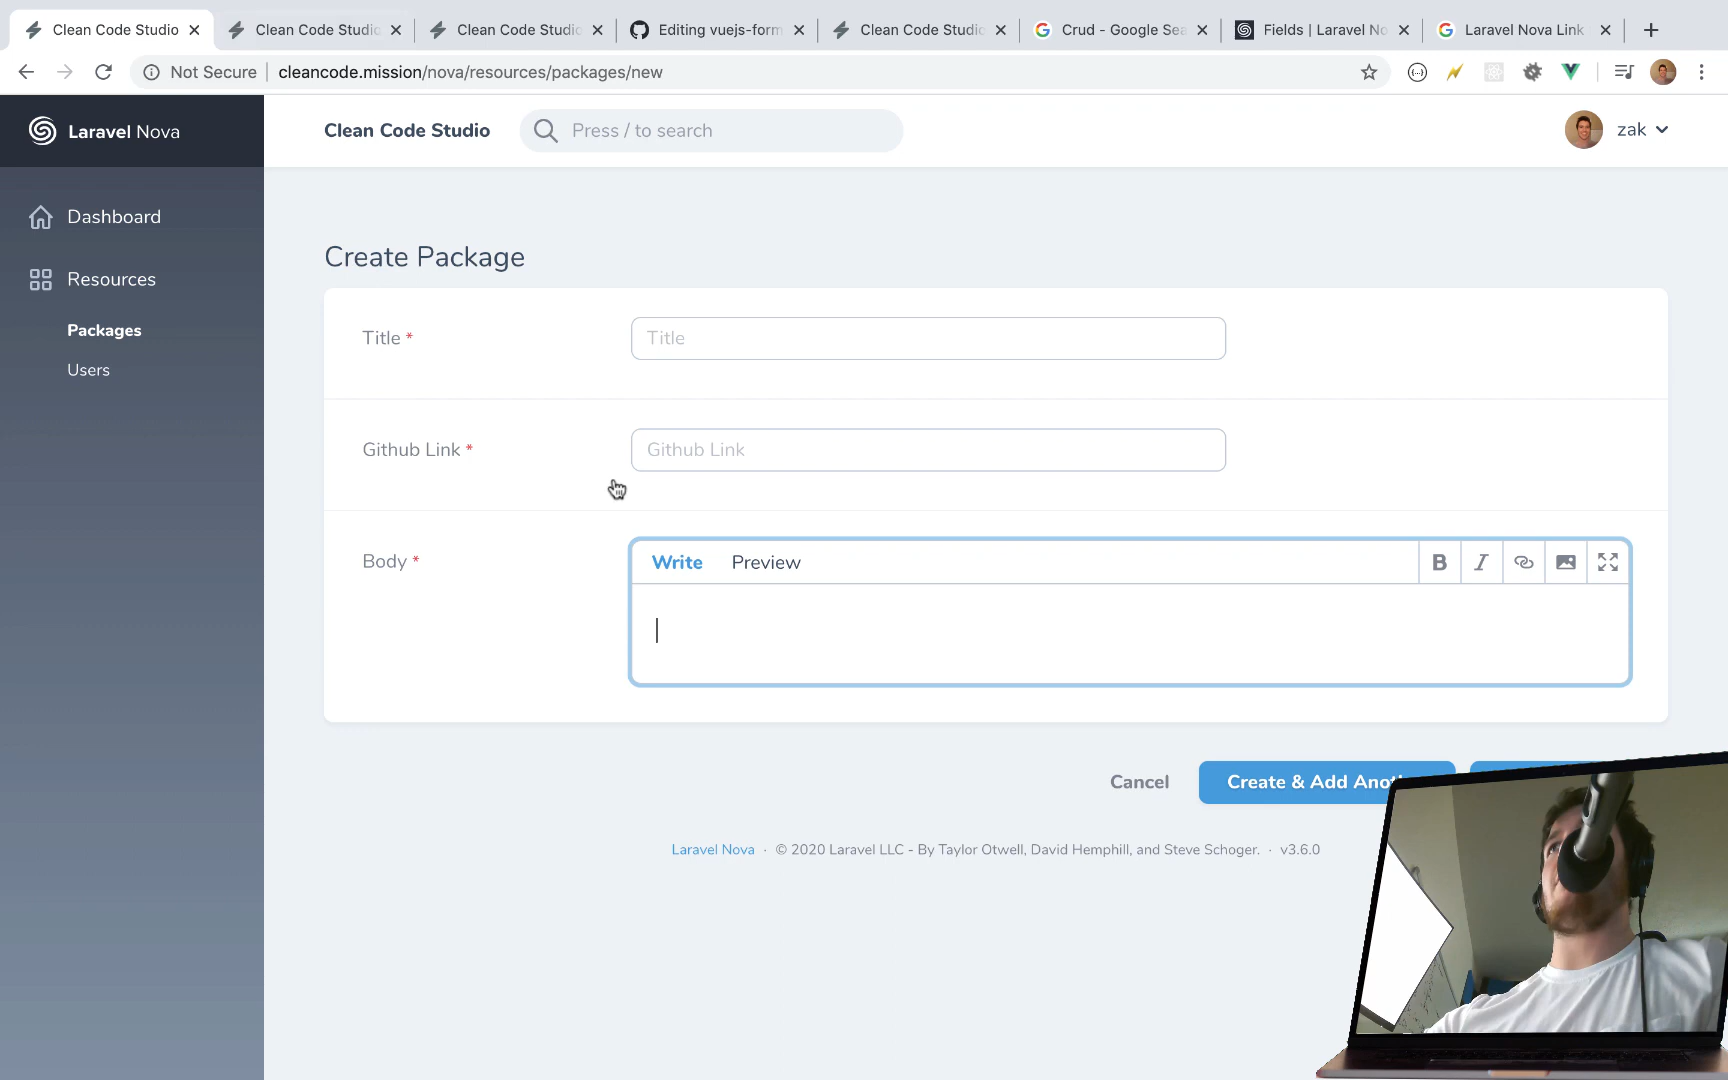 Clean Code Studio
Clean Code Studio
Clean Code Studio
Editing vuejs-form
Clean Code Studio
Crud - Google Sea
Fields | Laravel No
Laravel Nova Link
Not Secure
cleancode.mission/nova/resources/packages/new
Laravel Nova
Clean Code Studio
Press / to search
zak
Dashboard
Resources
Packages
Users
Create Package
Title *
Title
Github Link *
Github Link
Body *
Write
Preview
B
I
Cancel
Create & Add Anot
Laravel Nova · © 2020 Laravel LLC - By Taylor Otwell, David Hemphill, and Steve Schoger. · v3.6.0